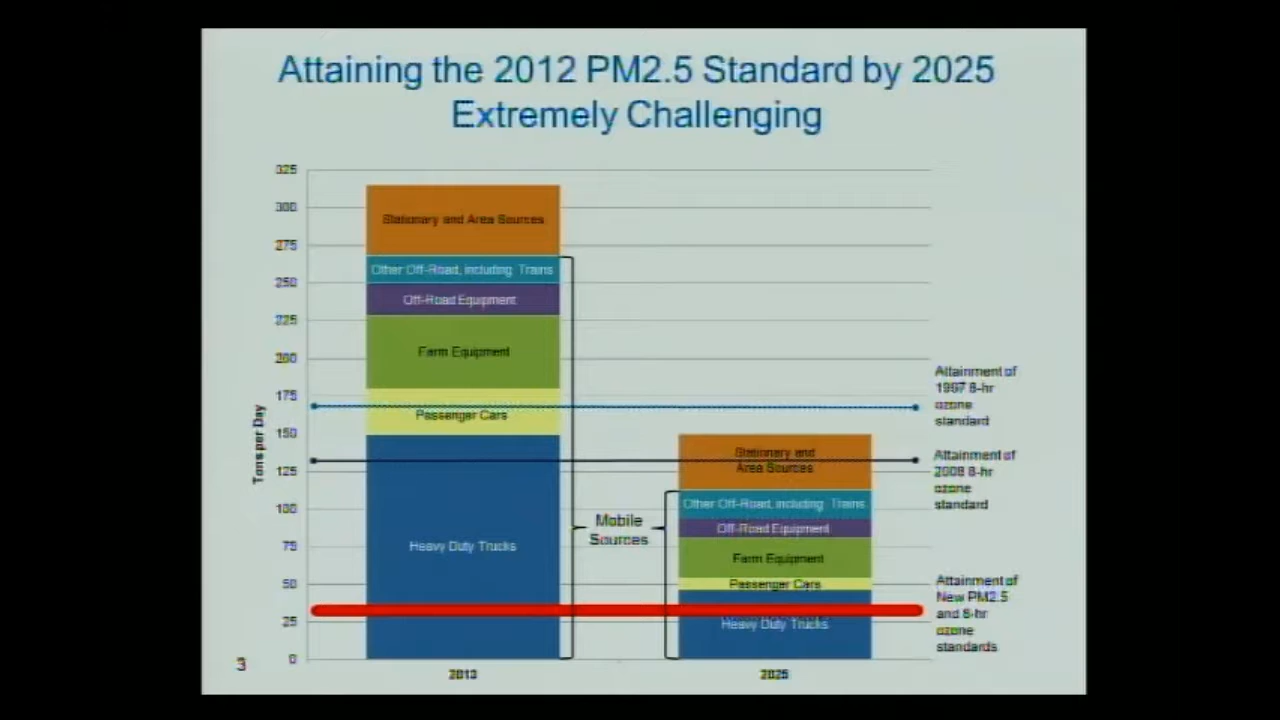 Attaining the 2012 PM2.5 Standard by 2025
Extremely Challenging
325
300
275
250
225
200
175
150
125
100
75
50
25
0
Tons per Day
Stationary and Area Sources
Other Off-Road, including Trains
Off-Road Equipment
Farm Equipment
Passenger Cars
Heavy Duty Trucks
Mobile
Sources
Stationary and
Area Sources
Other Off-Road, including Trains
Off-Road Equipment
Farm Equipment
Passenger Cars
Heavy Duty Trucks
Attainment of
1997 8-hr
ozone
standard
Attainment of
2008 8-hr
ozone
standard
Attainment of
New PM2.5
and 8-hr
ozone
standards
2013
2025
3